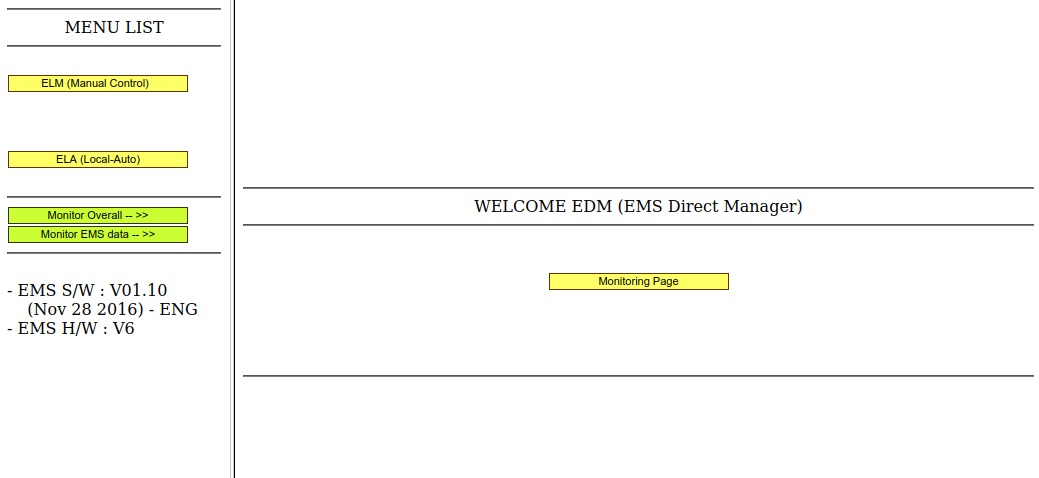 MENU LIST
ELM (Manual Control)
ELA (Local-Auto)
Monitor Overall -- >>
Monitor EMS data -- >>
- EMS S/W : V01.10
(Nov 28 2016) - ENG
- EMS H/W : V6
WELCOME EDM (EMS Direct Manager)
Monitoring Page